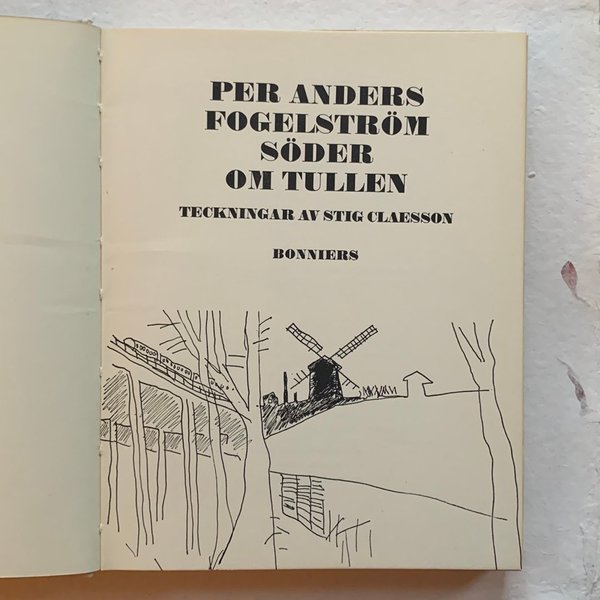 PER ANDERS
FOGELSTRÖM
SÖDER
OM TULLEN
TECKNINGAR AV STIG CLAESSON
BONNIERS